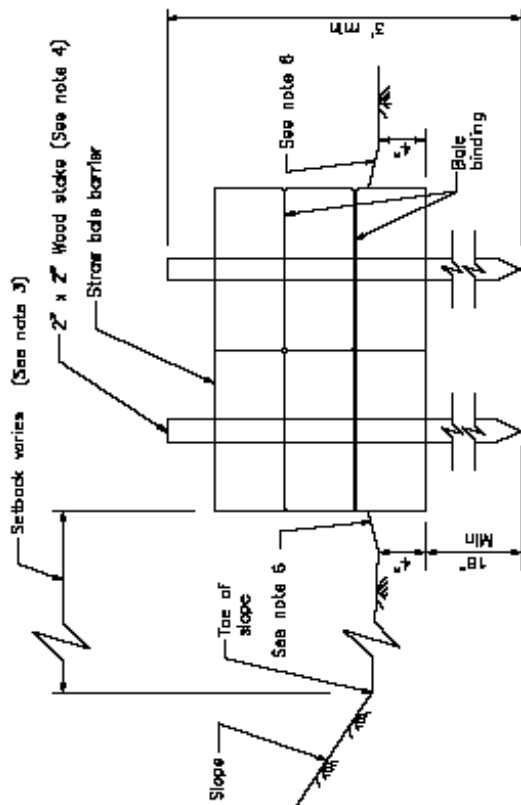 Setback varies (See note 3)
2" x 2" Wood stake (See note 4)
Straw bale barrier
3' min
See note 6
4"
Bale
binding
Slope
Toe of
slope
See note 6
4"
18"
Min